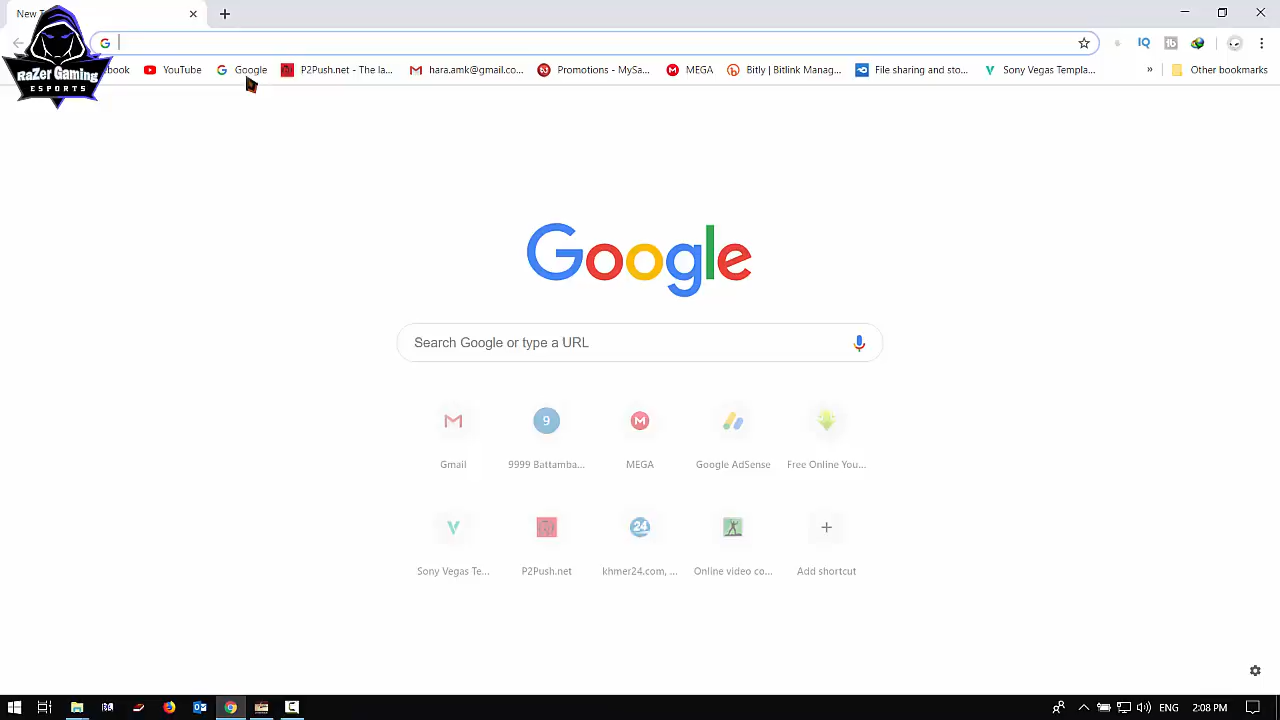 New T
RaZer Gaming
ESPORTS
book
YouTube
Google
P2Push.net - The la...
hara.amk@gmail.co...
Promotions - MySa...
MEGA
Bitly | Bitlink Manag...
File sharing and sto...
Sony Vegas Templa...
»
Other bookmarks
Google
Search Google or type a URL
Gmail
9999 Battamba...
MEGA
Google AdSense
Free Online You...
Sony Vegas Te...
P2Push.net
khmer24.com, ...
Online video co...
Add shortcut
ENG
2:08 PM